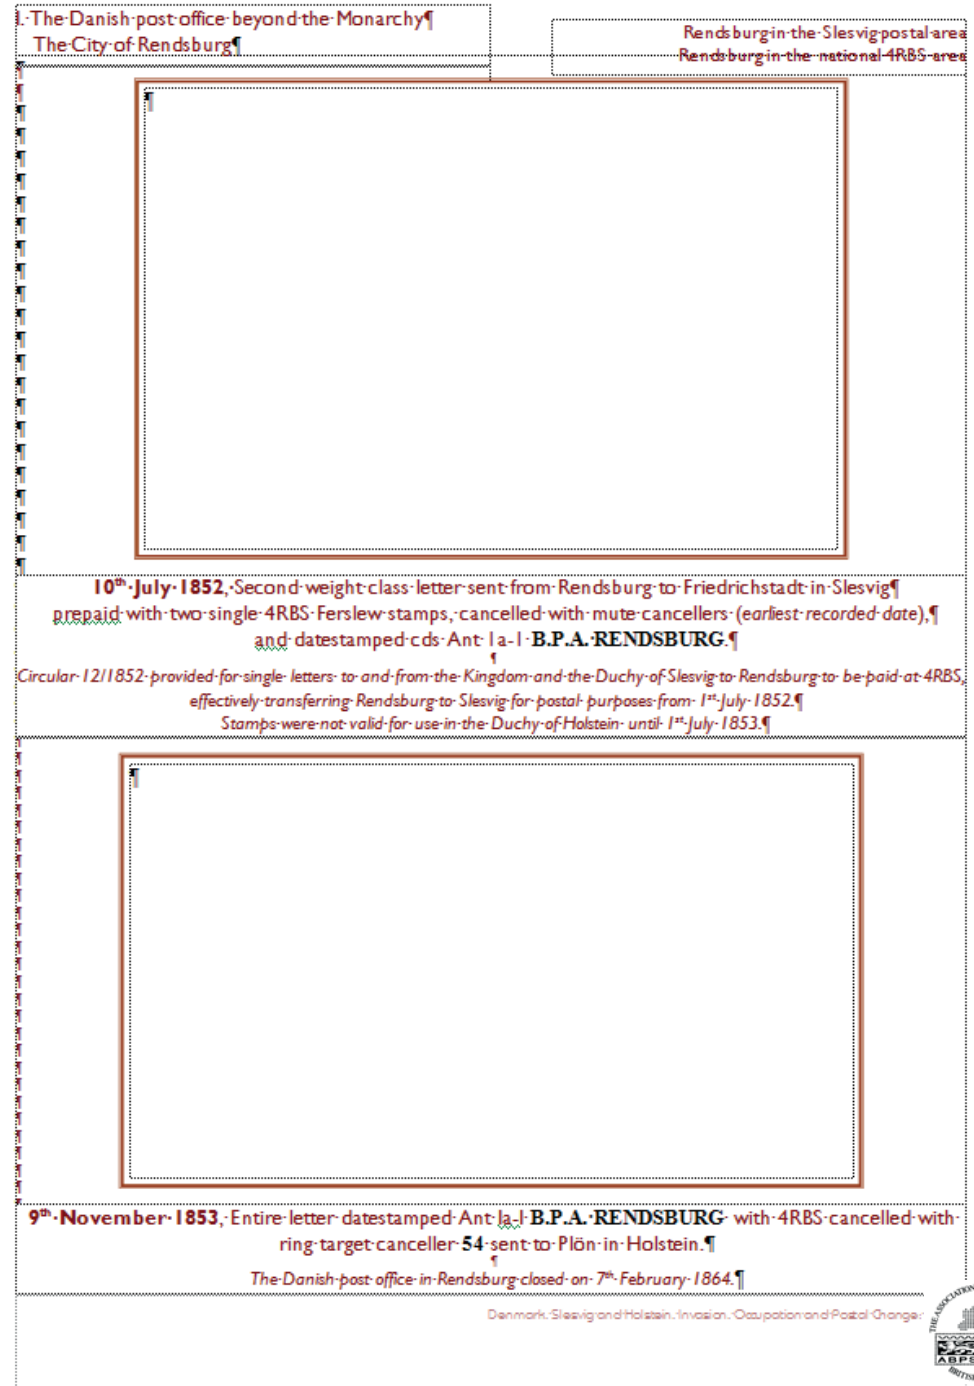 I. The Danish post office beyond the Monarchy¶
The City of Rendsburg¶
Rendsburg in the Slesvig postal area
Rendsburg in the national 4RBS area
10th July 1852, Second weight class letter sent from Rendsburg to Friedrichstadt in Slesvig¶
prepaid with two single 4RBS Ferslew stamps, cancelled with mute cancellers (earliest recorded date),¶
and datestamped cds Ant 1a-1 B.P.A. RENDSBURG.¶
¶
Circular 12/1852 provided for single letters to and from the Kingdom and the Duchy of Slesvig to Rendsburg to be paid at 4RBS,
effectively transferring Rendsburg to Slesvig for postal purposes from 1st July 1852.¶
Stamps were not valid for use in the Duchy of Holstein until 1st July 1853.¶
9th November 1853, Entire letter datestamped Ant Ia-I B.P.A. RENDSBURG with 4RBS cancelled with
ring target canceller 54 sent to Plön in Holstein.¶
¶
The Danish post office in Rendsburg closed on 7th February 1864.¶
Denmark. Slesvig and Holstein. Invasion. Occupation and Postal Change.
THE ASSOCIATION
ABPS
BRITISH